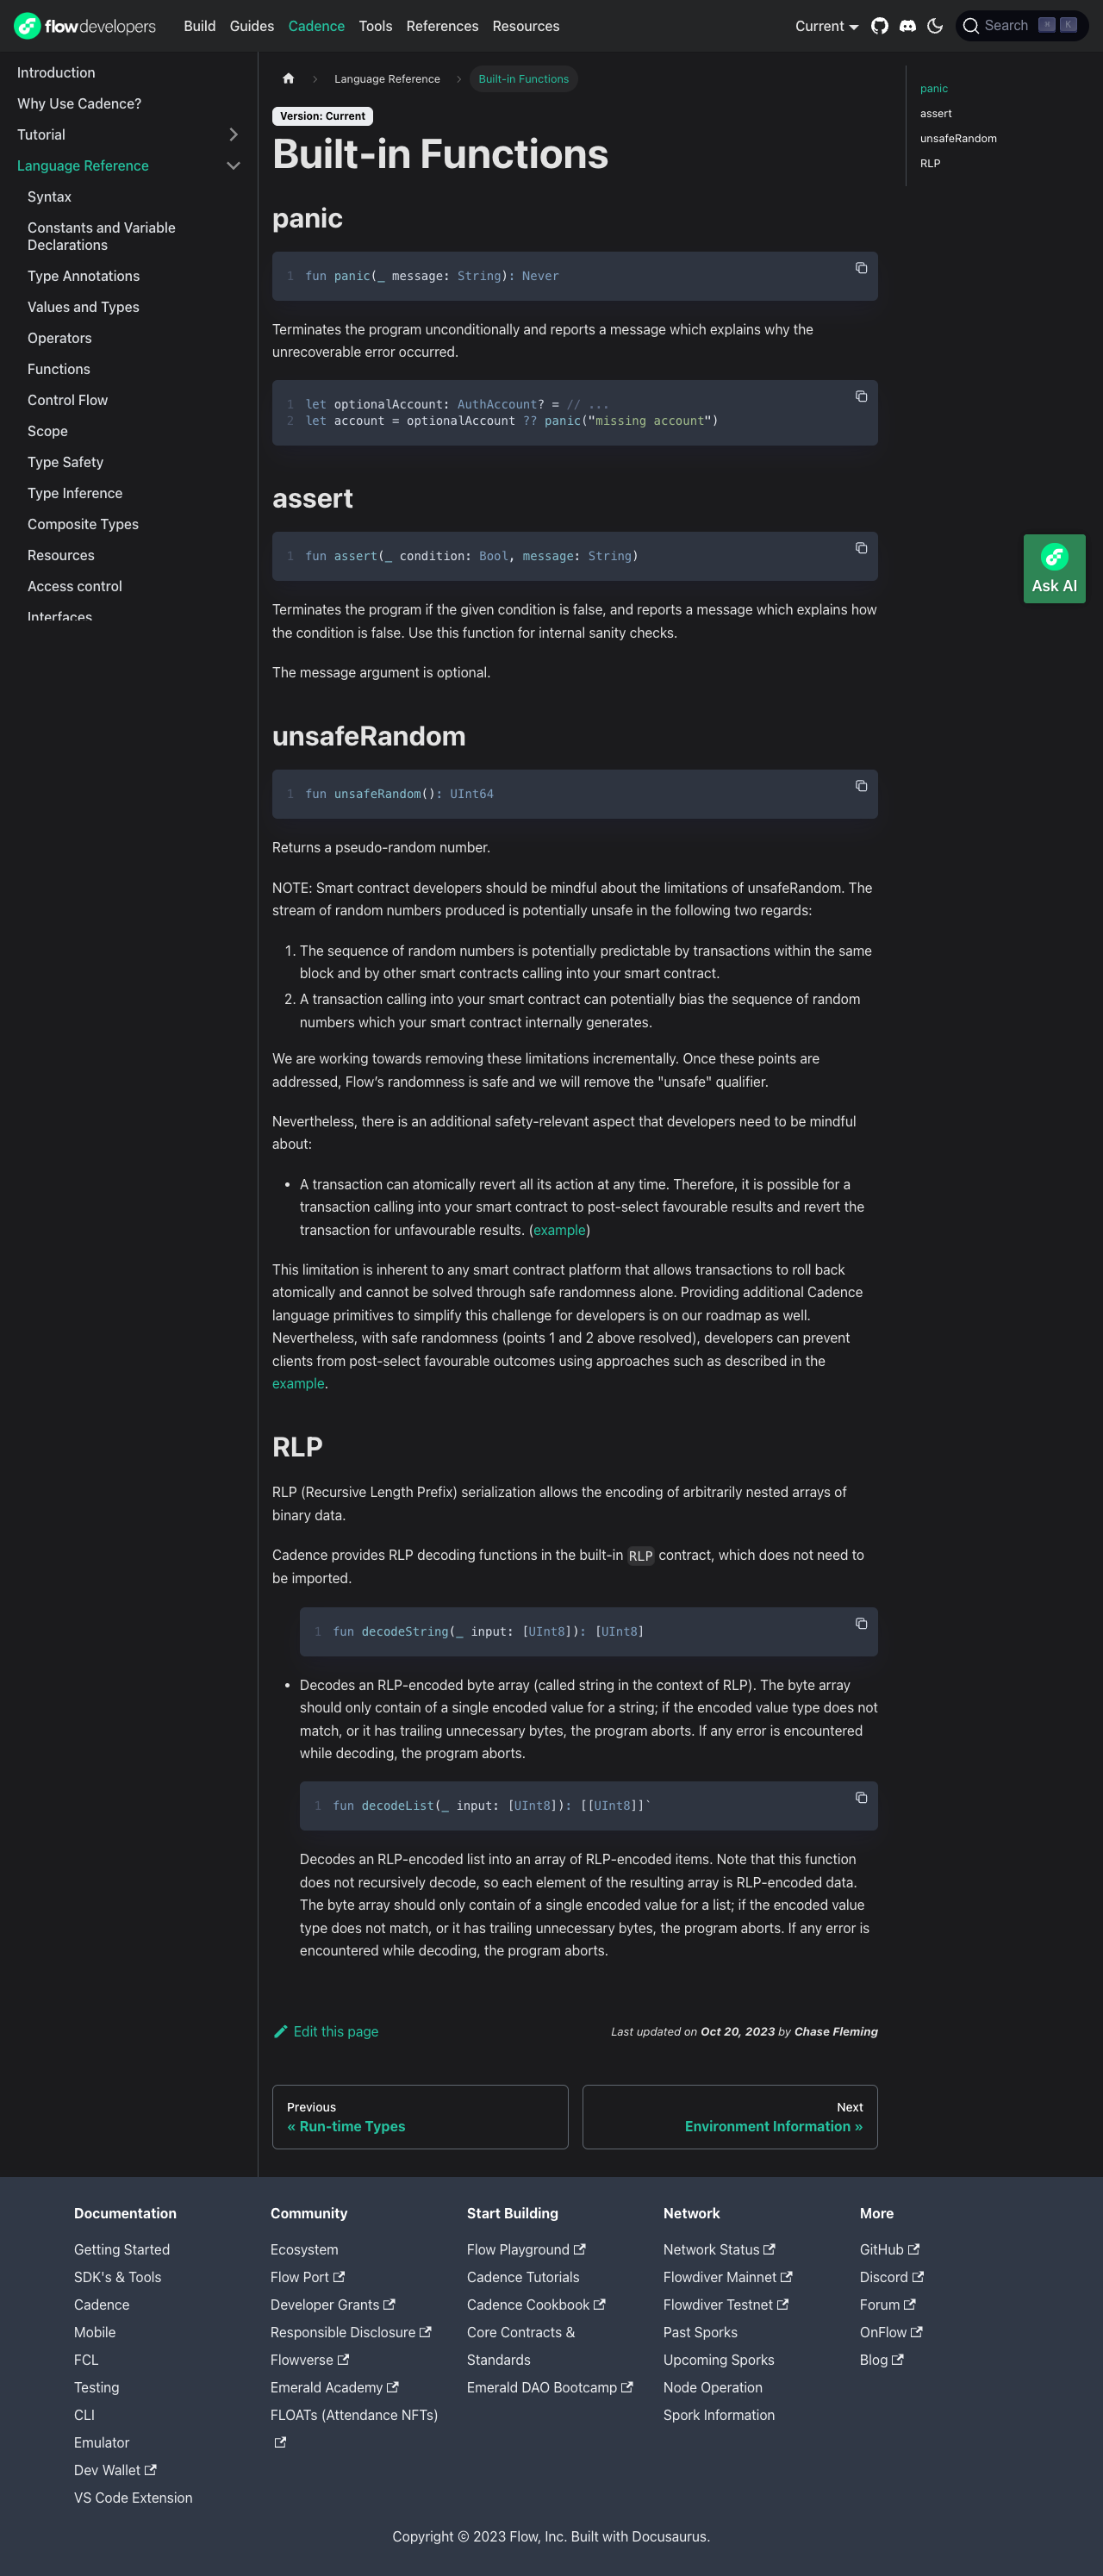 flowdevelopers
Build
Guides
Cadence
Tools
References
Resources
Current
Search
⌘ K
Introduction
Why Use Cadence?
Tutorial
Language Reference
Syntax
Constants and Variable
Declarations
Type Annotations
Values and Types
Operators
Functions
Control Flow
Scope
Type Safety
Type Inference
Composite Types
Resources
Access control
Interfaces
Language Reference
Built-in Functions
Version: Current
Built-in Functions
panic
1 fun panic(_ message: String): Never
Terminates the program unconditionally and reports a message which explains why the
unrecoverable error occurred.
1 let optionalAccount: AuthAccount? = // ...
2 let account = optionalAccount ?? panic("missing account")
assert
1 fun assert(_ condition: Bool, message: String)
Terminates the program if the given condition is false, and reports a message which explains how
the condition is false. Use this function for internal sanity checks.
The message argument is optional.
unsafeRandom
1 fun unsafeRandom(): UInt64
Returns a pseudo-random number.
NOTE: Smart contract developers should be mindful about the limitations of unsafeRandom. The
stream of random numbers produced is potentially unsafe in the following two regards:
1. The sequence of random numbers is potentially predictable by transactions within the same
block and by other smart contracts calling into your smart contract.
2. A transaction calling into your smart contract can potentially bias the sequence of random
numbers which your smart contract internally generates.
We are working towards removing these limitations incrementally. Once these points are
addressed, Flow’s randomness is safe and we will remove the "unsafe" qualifier.
Nevertheless, there is an additional safety-relevant aspect that developers need to be mindful
about:
• A transaction can atomically revert all its action at any time. Therefore, it is possible for a
transaction calling into your smart contract to post-select favourable results and revert the
transaction for unfavourable results. (example)
This limitation is inherent to any smart contract platform that allows transactions to roll back
atomically and cannot be solved through safe randomness alone. Providing additional Cadence
language primitives to simplify this challenge for developers is on our roadmap as well.
Nevertheless, with safe randomness (points 1 and 2 above resolved), developers can prevent
clients from post-select favourable outcomes using approaches such as described in the
example.
RLP
RLP (Recursive Length Prefix) serialization allows the encoding of arbitrarily nested arrays of
binary data.
Cadence provides RLP decoding functions in the built-in RLP contract, which does not need to
be imported.
1 fun decodeString(_ input: [UInt8]): [UInt8]
• Decodes an RLP-encoded byte array (called string in the context of RLP). The byte array
should only contain of a single encoded value for a string; if the encoded value type does not
match, or it has trailing unnecessary bytes, the program aborts. If any error is encountered
while decoding, the program aborts.
1 fun decodeList(_ input: [UInt8]): [[UInt8]]`
Decodes an RLP-encoded list into an array of RLP-encoded items. Note that this function
does not recursively decode, so each element of the resulting array is RLP-encoded data.
The byte array should only contain of a single encoded value for a list; if the encoded value
type does not match, or it has trailing unnecessary bytes, the program aborts. If any error is
encountered while decoding, the program aborts.
Edit this page
Last updated on Oct 20, 2023 by Chase Fleming
Previous
« Run-time Types
Next
Environment Information »
panic
assert
unsafeRandom
RLP
Ask AI
Documentation
Getting Started
SDK's & Tools
Cadence
Mobile
FCL
Testing
CLI
Emulator
Dev Wallet
VS Code Extension
Community
Ecosystem
Flow Port
Developer Grants
Responsible Disclosure
Flowverse
Emerald Academy
FLOATs (Attendance NFTs)
Start Building
Flow Playground
Cadence Tutorials
Cadence Cookbook
Core Contracts &
Standards
Emerald DAO Bootcamp
Network
Network Status
Flowdiver Mainnet
Flowdiver Testnet
Past Sporks
Upcoming Sporks
Node Operation
Spork Information
More
GitHub
Discord
Forum
OnFlow
Blog
Copyright © 2023 Flow, Inc. Built with Docusaurus.